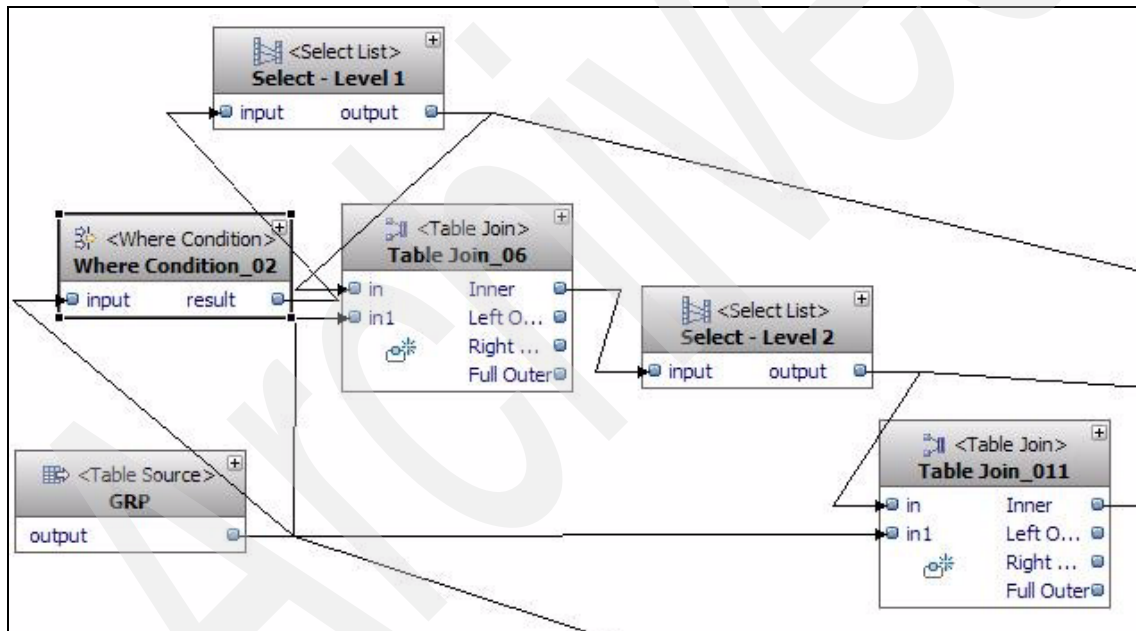 <Select List>
Select - Level 1
input output
<Where Condition>
Where Condition_02
input result
<Table Join>
Table Join_06
in Inner
in1 Left O...
Right ...
Full Outer
<Select List>
Select - Level 2
input output
<Table Source>
GRP
output
<Table Join>
Table Join_011
in Inner
in1 Left O...
Right ...
Full Outer
Archive